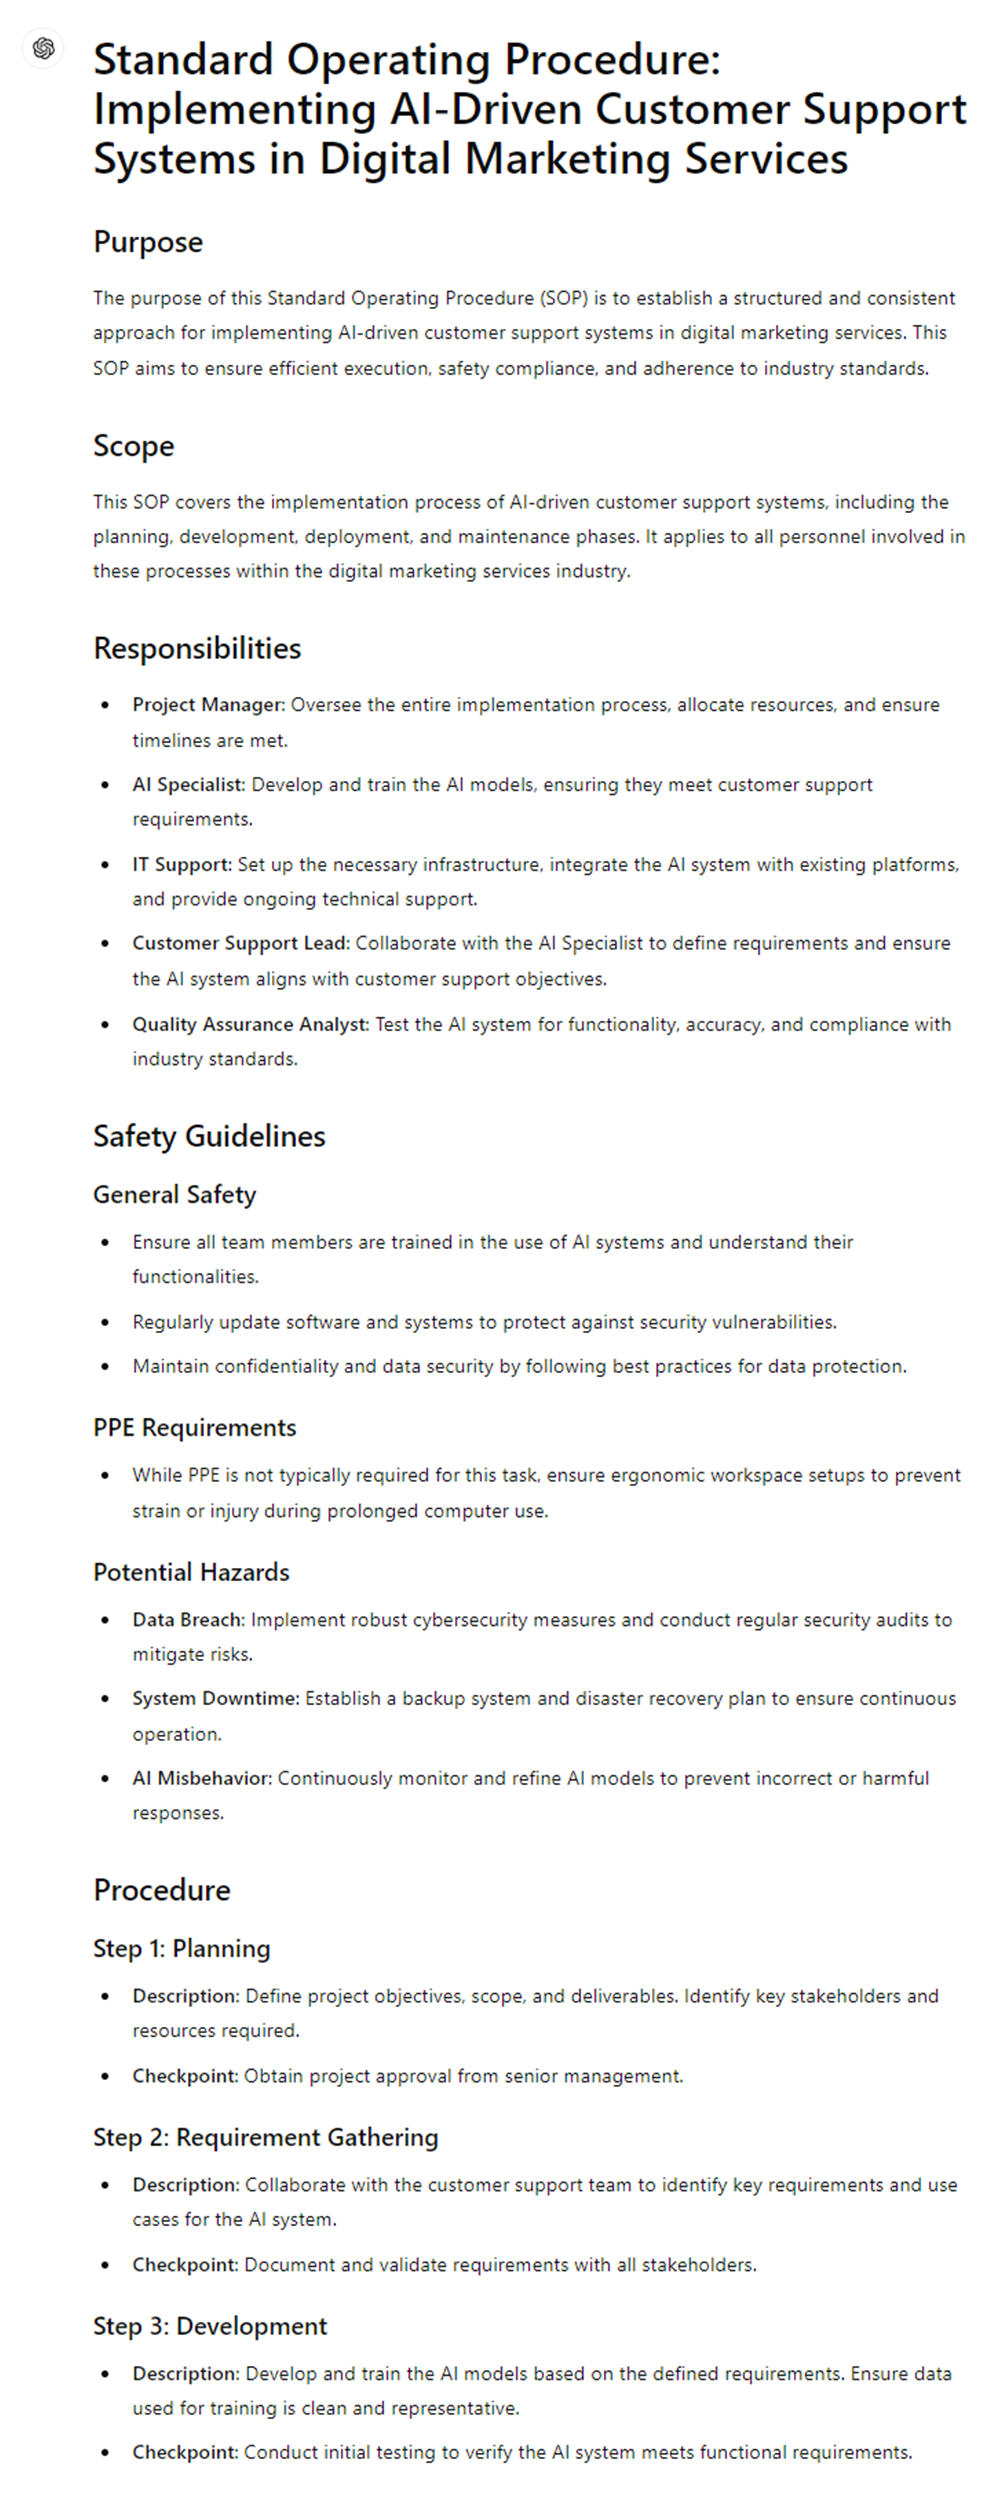 Standard Operating Procedure:
Implementing AI-Driven Customer Support
Systems in Digital Marketing Services
Purpose
The purpose of this Standard Operating Procedure (SOP) is to establish a structured and consistent
approach for implementing AI-driven customer support systems in digital marketing services. This
SOP aims to ensure efficient execution, safety compliance, and adherence to industry standards.
Scope
This SOP covers the implementation process of AI-driven customer support systems, including the
planning, development, deployment, and maintenance phases. It applies to all personnel involved in
these processes within the digital marketing services industry.
Responsibilities
• Project Manager: Oversee the entire implementation process, allocate resources, and ensure
timelines are met.
• AI Specialist: Develop and train the AI models, ensuring they meet customer support
requirements.
• IT Support: Set up the necessary infrastructure, integrate the AI system with existing platforms,
and provide ongoing technical support.
• Customer Support Lead: Collaborate with the AI Specialist to define requirements and ensure
the AI system aligns with customer support objectives.
• Quality Assurance Analyst: Test the AI system for functionality, accuracy, and compliance with
industry standards.
Safety Guidelines
General Safety
• Ensure all team members are trained in the use of AI systems and understand their
functionalities.
• Regularly update software and systems to protect against security vulnerabilities.
• Maintain confidentiality and data security by following best practices for data protection.
PPE Requirements
• While PPE is not typically required for this task, ensure ergonomic workspace setups to prevent
strain or injury during prolonged computer use.
Potential Hazards
• Data Breach: Implement robust cybersecurity measures and conduct regular security audits to
mitigate risks.
• System Downtime: Establish a backup system and disaster recovery plan to ensure continuous
operation.
• AI Misbehavior: Continuously monitor and refine AI models to prevent incorrect or harmful
responses.
Procedure
Step 1: Planning
• Description: Define project objectives, scope, and deliverables. Identify key stakeholders and
resources required.
• Checkpoint: Obtain project approval from senior management.
Step 2: Requirement Gathering
• Description: Collaborate with the customer support team to identify key requirements and use
cases for the AI system.
• Checkpoint: Document and validate requirements with all stakeholders.
Step 3: Development
• Description: Develop and train the AI models based on the defined requirements. Ensure data
used for training is clean and representative.
• Checkpoint: Conduct initial testing to verify the AI system meets functional requirements.